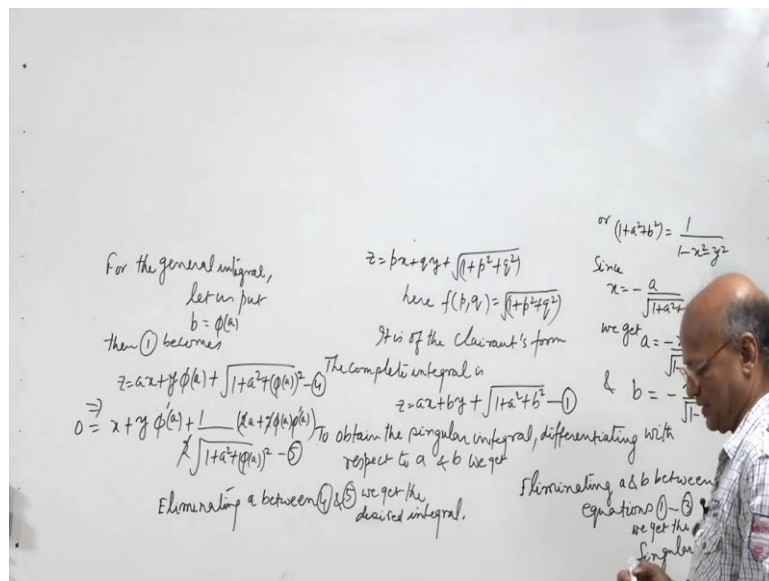 For the general integral,
let us put
b = φ(a)
then ① becomes
z = ax + y φ(a) + √(1+a²+(φ(a))²) — ④
⇒
0 = x + y φ(a) + 1/(2√(1+a²+(φ(a))²)) (2a + 2φ(a)φ'(a)) — ⑤
Eliminating a between ④ & ⑤ we get the
desired integral.
z = px + qy + √(1+p²+q²)
here f(p,q) = √(1+p²+q²)
It is of the Clairaut's form
The complete integral is
z = ax + by + √(1+a²+b²) — ①
To obtain the singular integral, differentiating with
respect to a & b we get
or (1+a²+b²) = 1/(1-x²-y²)
Since
x = - a/√(1+a²+
we get a = -
√1-
& b = -
√1-
Eliminating a & b between
equations ① - ③
we get the
Singular